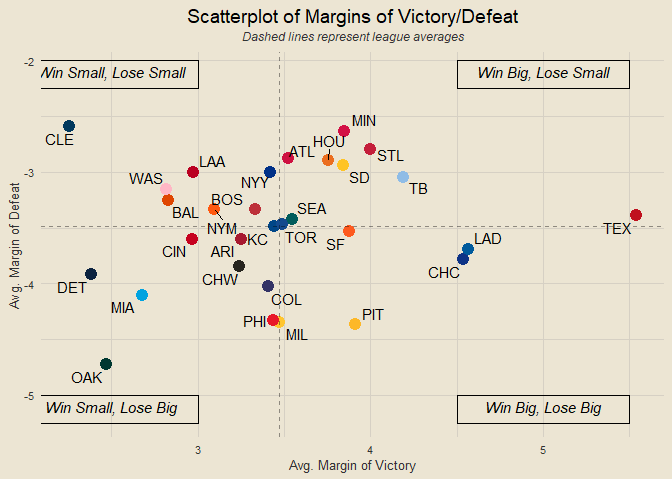 Scatterplot of Margins of Victory/Defeat
Dashed lines represent league averages
-2
Win Small, Lose Small
Win Big, Lose Small
CLE
MIN
HOU
ATL
STL
LAA
-3
WAS
NYY
SD
TB
BAL
BOS
SEA
NYM
KC
TOR
SF
TEX
CIN
ARI
LAD
CHW
CHC
DET
Avg. Margin of Defeat
-4
MIA
COL
PHI
PIT
MIL
OAK
-5
Win Small, Lose Big
Win Big, Lose Big
3
4
5
Avg. Margin of Victory